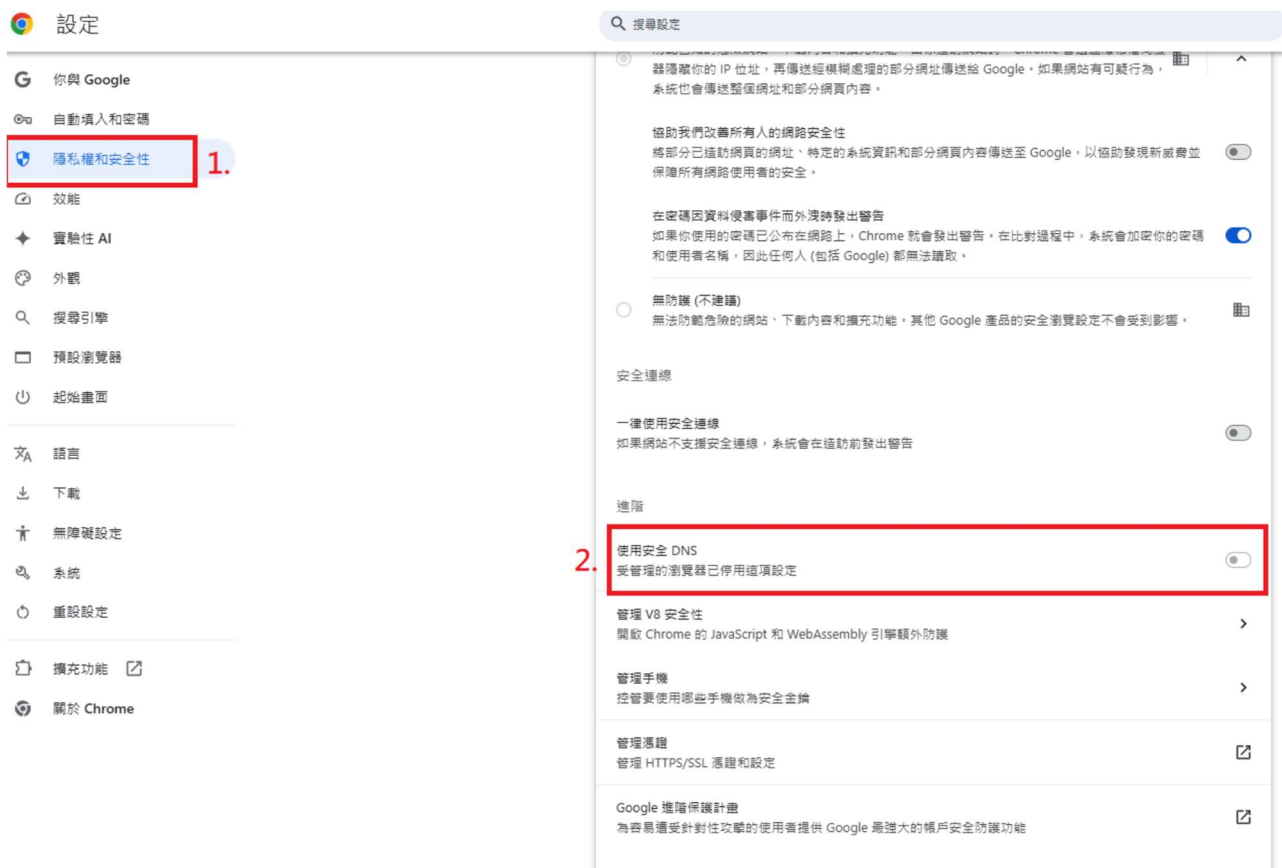 設定
搜尋設定
你與 Google
自動填入和密碼
隱私權和安全性
1.
效能
實驗性 AI
外觀
搜尋引擎
預設瀏覽器
起始畫面
語言
下載
無障礙設定
系統
重設設定
擴充功能
關於 Chrome
器隱藏你的 IP 位址,再傳送經模糊處理的部分網址傳送給 Google。如果網站有可疑行為,
系統也會傳送整個網址和部分網頁內容。
協助我們改善所有人的網路安全性
將部分已造訪網頁的網址、特定的系統資訊和部分網頁內容傳送至 Google,以協助發現新威脅並
保障所有網路使用者的安全。
在密碼因資料侵害事件而外洩時發出警告
如果你使用的密碼已公布在網路上,Chrome 就會發出警告。在比對過程中,系統會加密你的密碼
和使用者名稱,因此任何人 (包括 Google) 都無法讀取。
無防護 (不建議)
無法防範危險的網站、下載內容和擴充功能。其他 Google 產品的安全瀏覽設定不會受到影響。
安全連線
一律使用安全連線
如果網站不支援安全連線,系統會在造訪前發出警告
進階
2.
使用安全 DNS
受管理的瀏覽器已停用這項設定
管理 V8 安全性
開啟 Chrome 的 JavaScript 和 WebAssembly 引擎額外防護
管理手機
控管要使用哪些手機做為安全金鑰
管理憑證
管理 HTTPS/SSL 憑證和設定
Google 進階保護計畫
為容易遭受針對性攻擊的使用者提供 Google 最強大的帳戶安全防護功能